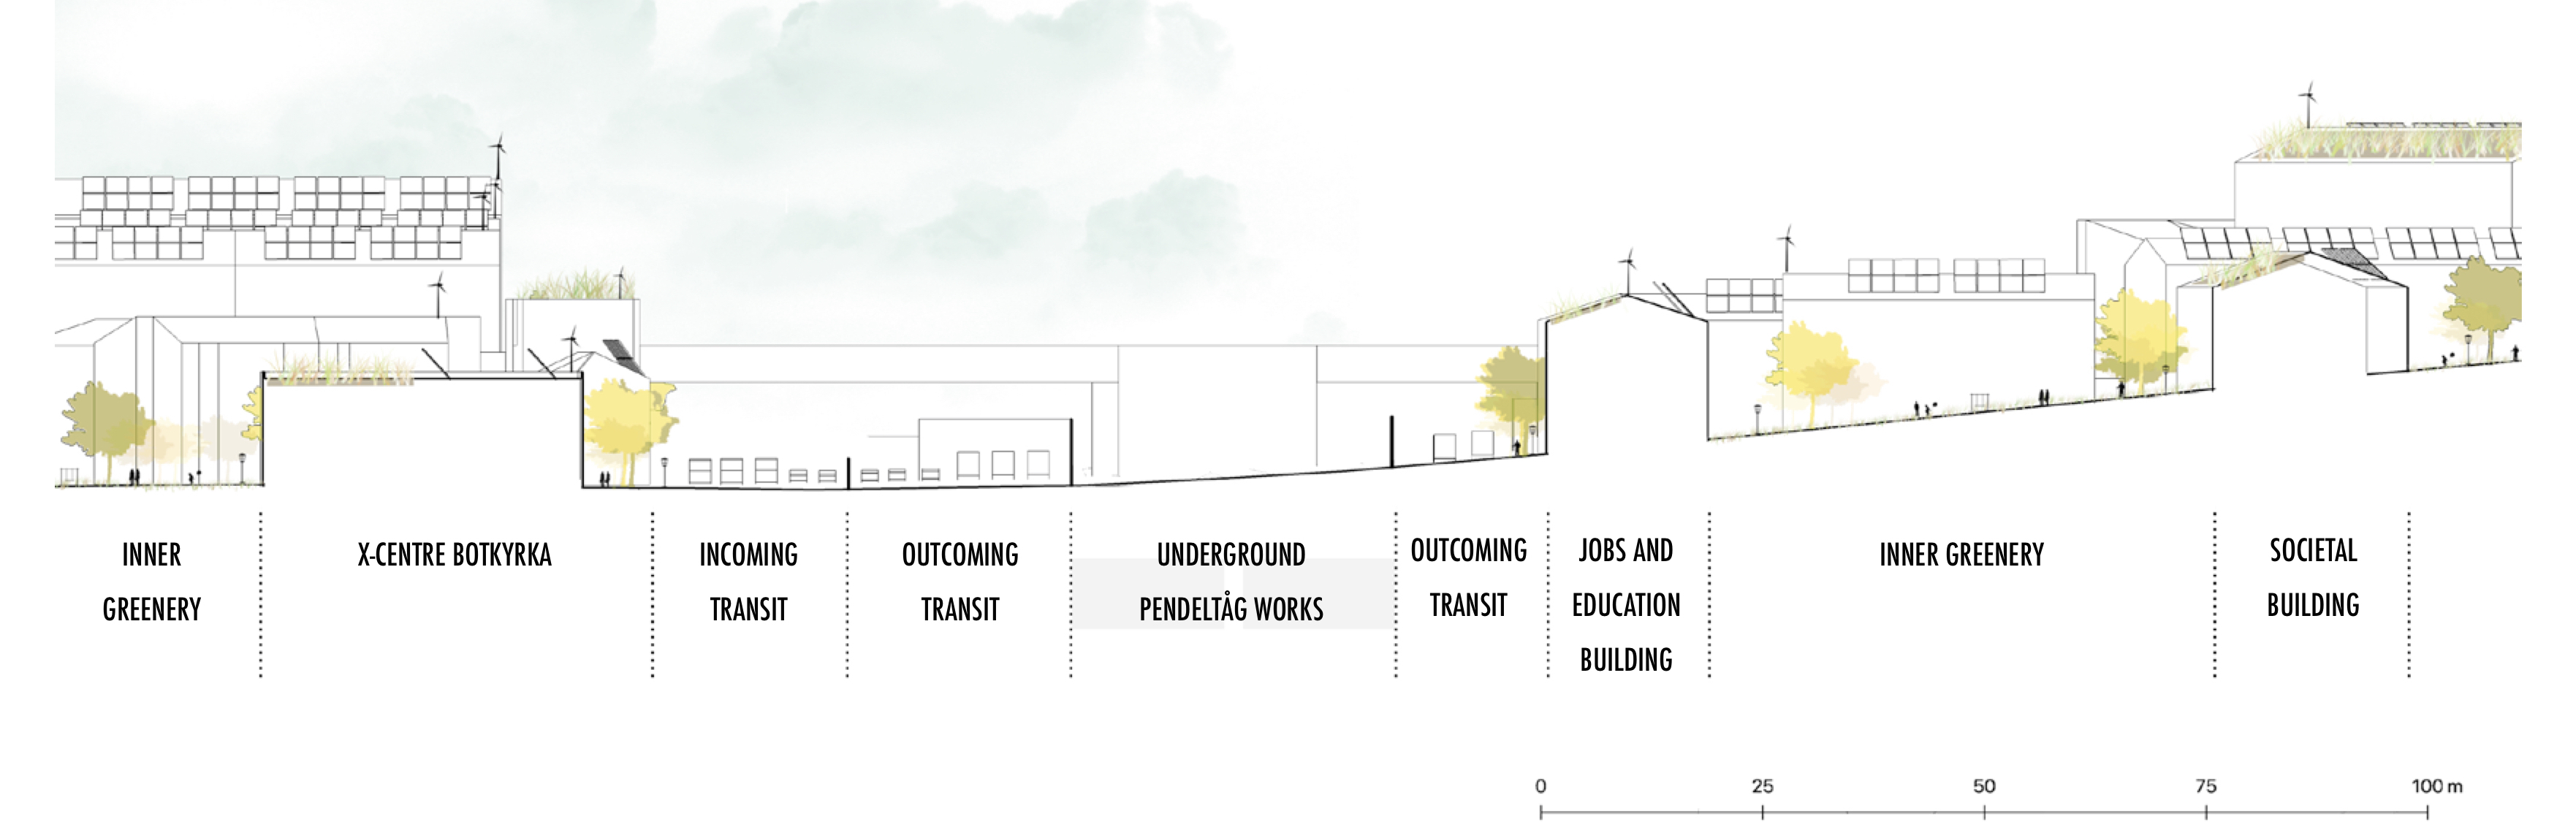 INNER
GREENERY
X-CENTRE BOTKYRKA
INCOMING
TRANSIT
OUTCOMING
TRANSIT
UNDERGROUND
PENDELTÅG WORKS
OUTCOMING
TRANSIT
JOBS AND
EDUCATION
BUILDING
INNER GREENERY
SOCIETAL
BUILDING
0 25 50 75 100 m